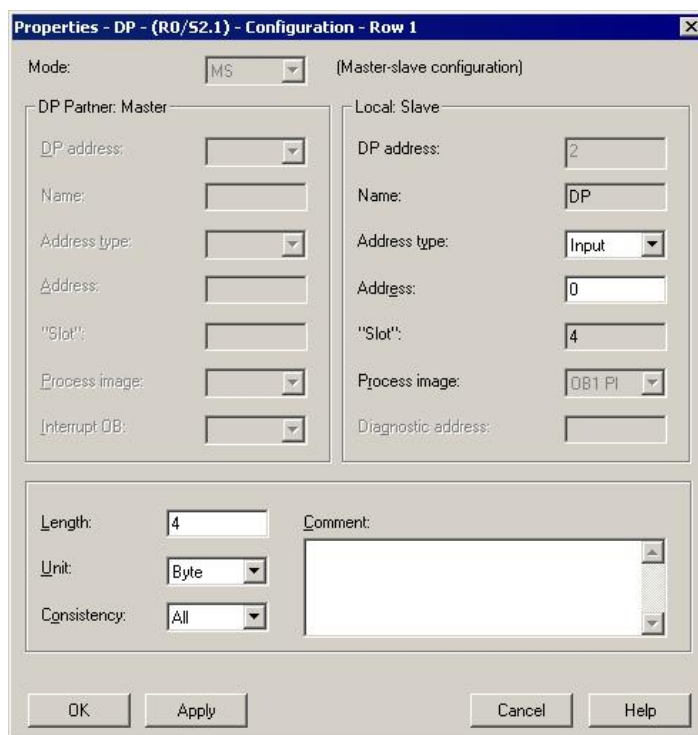 Properties - DP - (R0/S2.1) - Configuration - Row 1
Mode: MS (Master-slave configuration)
DP Partner: Master
DP address:
Name:
Address type:
Address:
"Slot":
Process image:
Interrupt OB:
Local: Slave
DP address: 2
Name: DP
Address type: Input
Address: 0
"Slot": 4
Process image: OB1 PI
Diagnostic address:
Length: 4
Unit: Byte
Consistency: All
Comment:
OK Apply Cancel Help